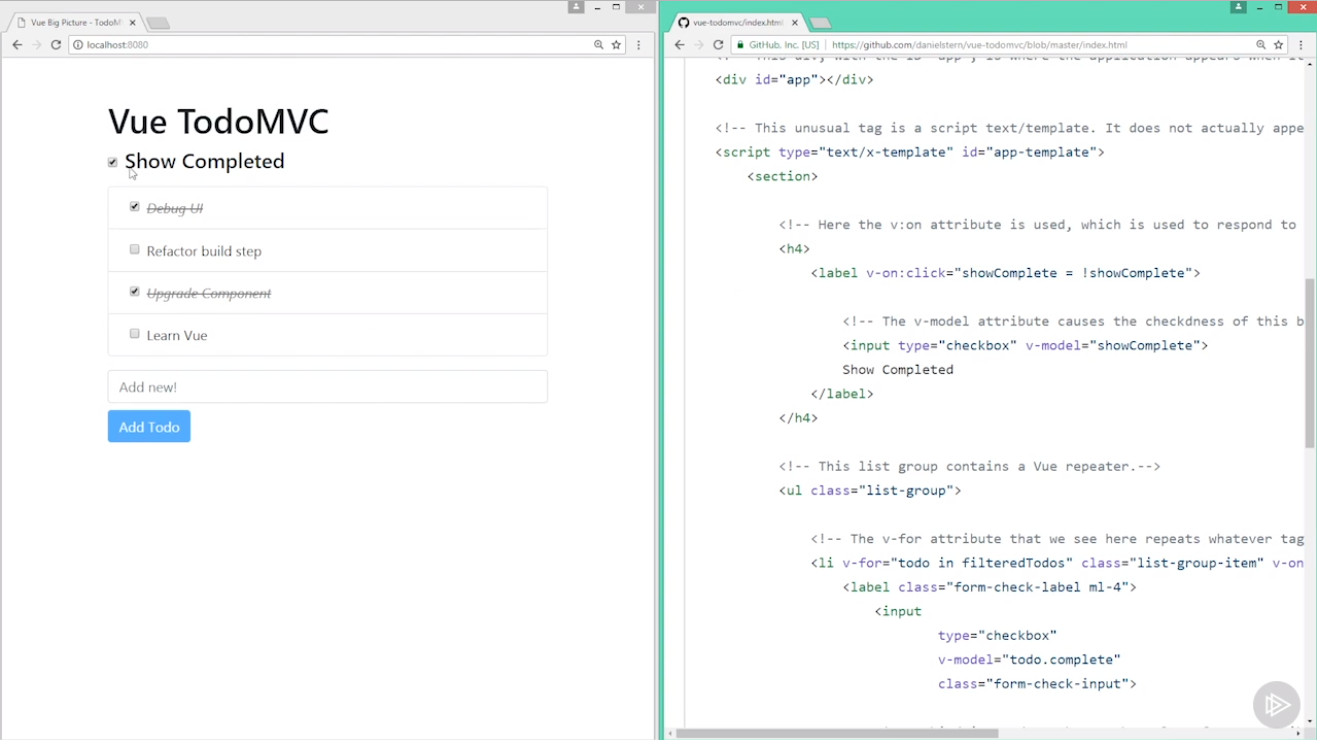 Vue Big Picture - TodoM
localhost:8080
Vue TodoMVC
Show Completed
Debug UI
Refactor build step
Upgrade Component
Learn Vue
Add new!
Add Todo
vue-todomvc/index.html
GitHub, Inc. [US] https://github.com/danielstern/vue-todomvc/blob/master/index.html
<div id="app"></div>
<!-- This unusual tag is a script text/template. It does not actually appe
<script type="text/x-template" id="app-template">
<section>
<!-- Here the v:on attribute is used, which is used to respond to
<h4>
<label v-on:click="showComplete = !showComplete">
<!-- The v-model attribute causes the checkdness of this b
<input type="checkbox" v-model="showComplete">
Show Completed
</label>
</h4>
<!-- This list group contains a Vue repeater.-->
<ul class="list-group">
<!-- The v-for attribute that we see here repeats whatever tag
<li v-for="todo in filteredTodos" class="list-group-item" v-on
<label class="form-check-label ml-4">
<input
type="checkbox"
v-model="todo.complete"
class="form-check-input">